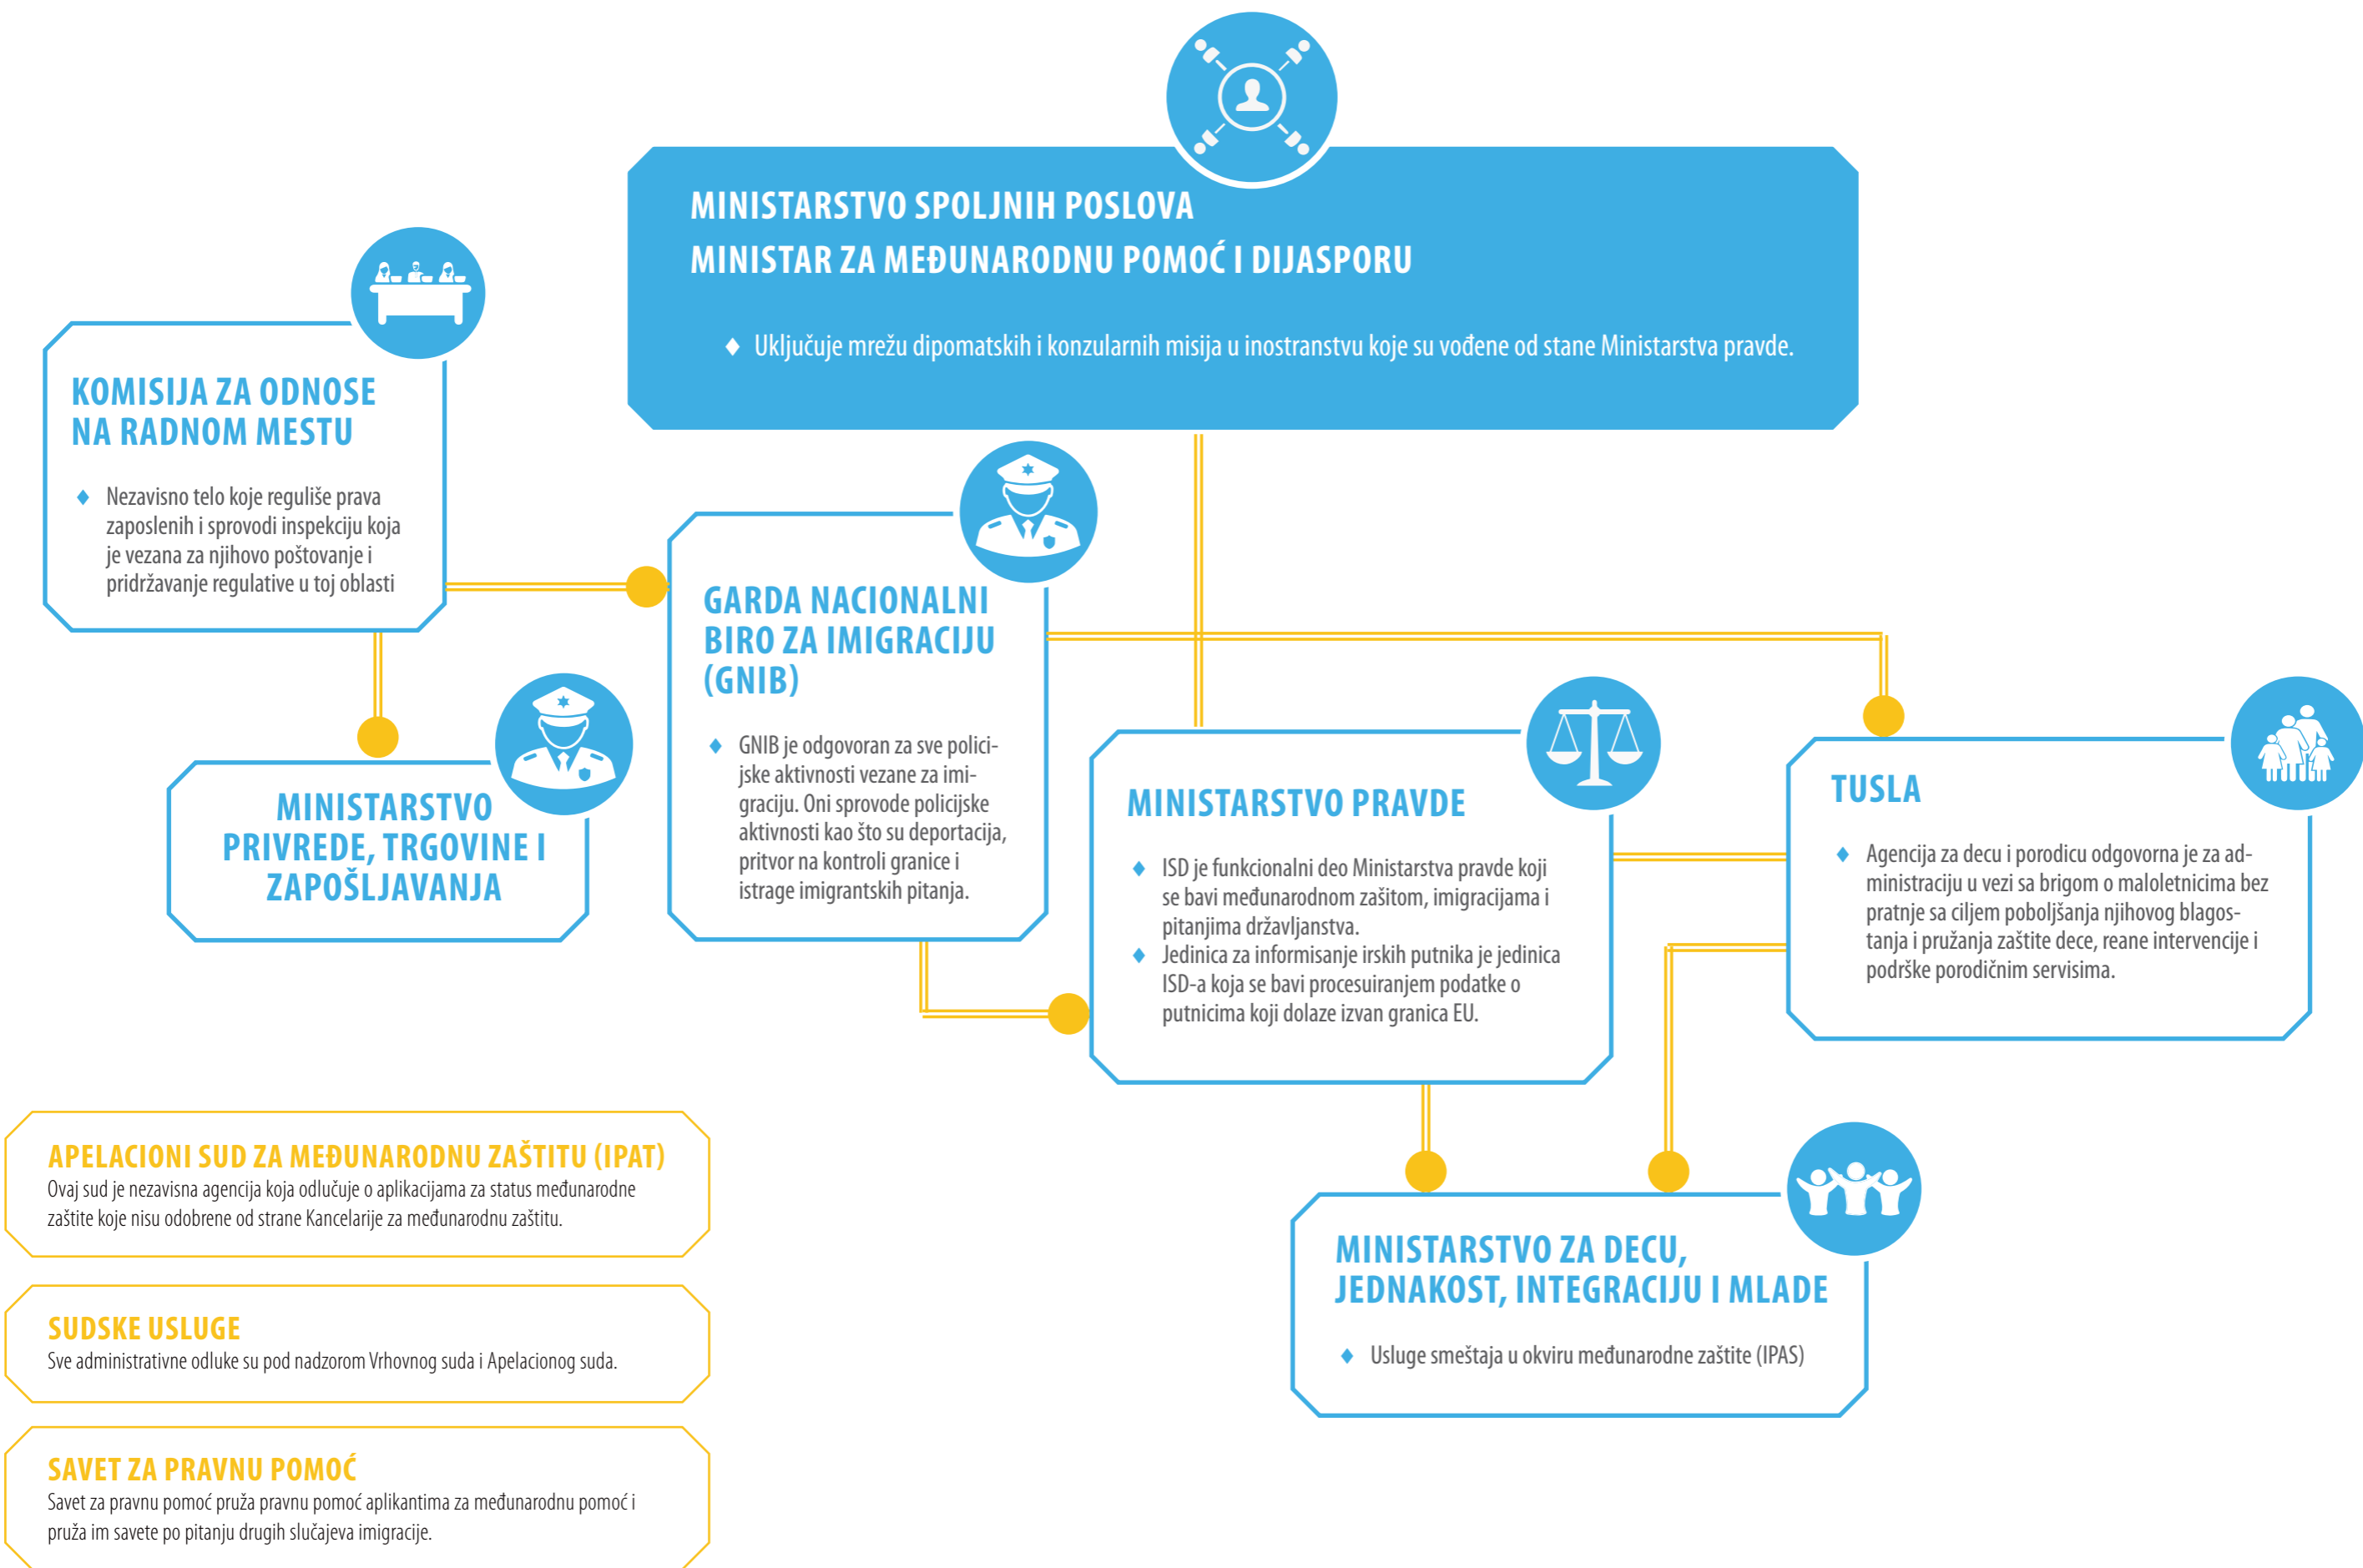 MINISTARSTVO SPOLJNIH POSLOVA
MINISTAR ZA MEĐUNARODNU POMOĆ I DIJASPORU
Uključuje mrežu dipomatskih i konzularnih misija u inostranstvu koje su vođene od stane Ministarstva pravde.
KOMISIJA ZA ODNOSE
NA RADNOM MESTU
Nezavisno telo koje reguliše prava
zaposlenih i sprovodi inspekciju koja
je vezana za njihovo poštovanje i
pridržavanje regulative u toj oblasti
GARDA NACIONALNI
BIRO ZA IMIGRACIJU
(GNIB)
GNIB je odgovoran za sve polici-
jske aktivnosti vezane za imi-
graciju. Oni sprovode policijske
aktivnosti kao što su deportacija,
pritvor na kontroli granice i
istrage imigrantskih pitanja.
MINISTARSTVO
PRIVREDE, TRGOVINE I
ZAPOŠLJAVANJA
MINISTARSTVO PRAVDE
ISD je funkcionalni deo Ministarstva pravde koji
se bavi međunarodnom zašitom, imigracijama i
pitanjima državljanstva.
Jedinica za informisanje irskih putnika je jedinica
ISD-a koja se bavi procesuiranjem podatke o
putnicima koji dolaze izvan granica EU.
TUSLA
Agencija za decu i porodicu odgovorna je za ad-
ministraciju u vezi sa brigom o maloletnicima bez
pratnje sa ciljem poboljšanja njihovog blagos-
tanja i pružanja zaštite dece, reane intervencije i
podrške porodičnim servisima.
MINISTARSTVO ZA DECU,
JEDNAKOST, INTEGRACIJU I MLADE
Usluge smeštaja u okviru međunarodne zaštite (IPAS)
APELACIONI SUD ZA MEĐUNARODNU ZAŠTITU (IPAT)
Ovaj sud je nezavisna agencija koja odlučuje o aplikacijama za status međunarodne
zaštite koje nisu odobrene od strane Kancelarije za međunarodnu zaštitu.
SUDSKE USLUGE
Sve administrativne odluke su pod nadzorom Vrhovnog suda i Apelacionog suda.
SAVET ZA PRAVNU POMOĆ
Savet za pravnu pomoć pruža pravnu pomoć aplikantima za međunarodnu pomoć i
pruža im savete po pitanju drugih slučajeva imigracije.